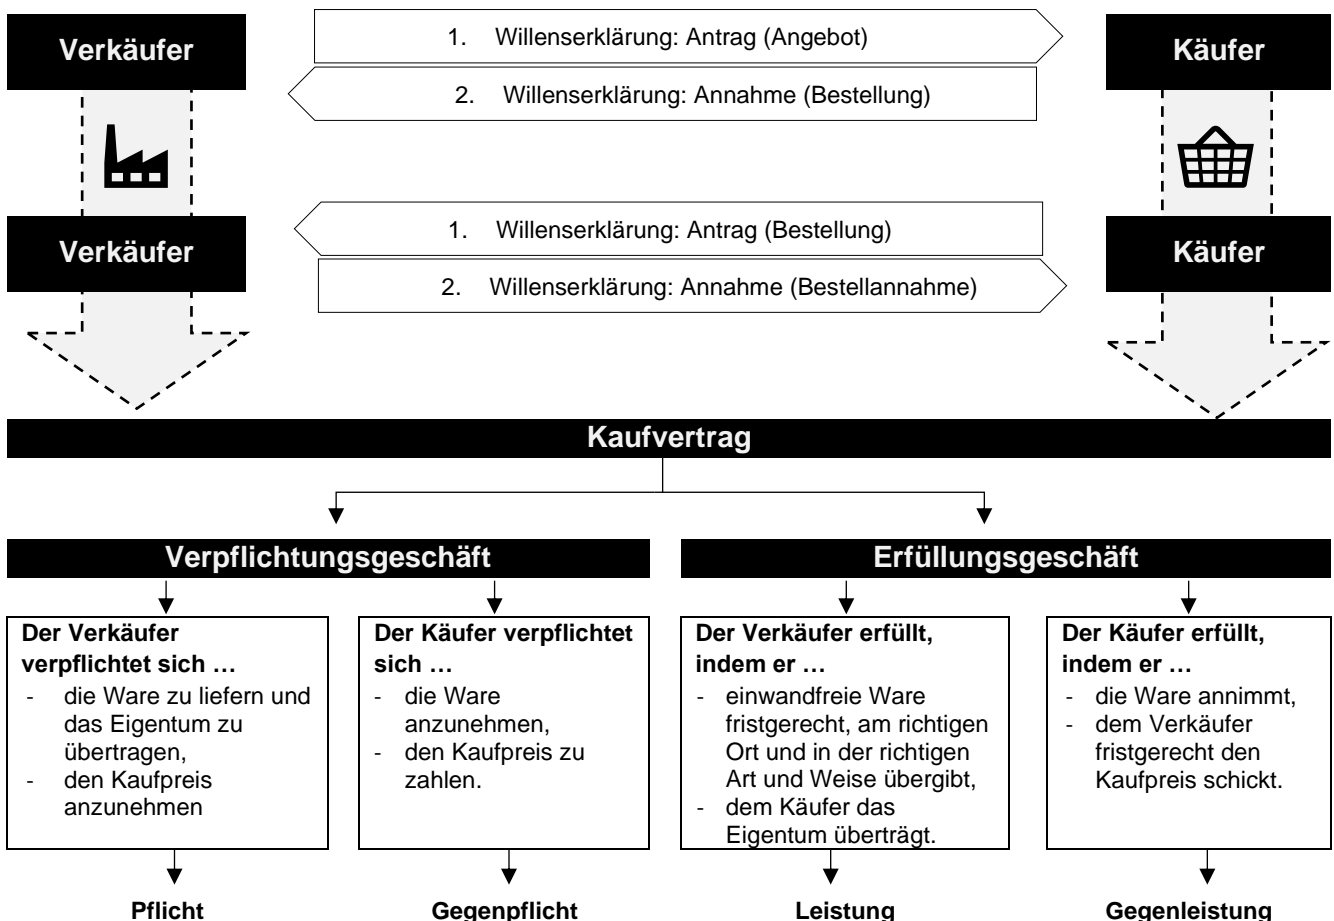 Verkäufer
1. Willenserklärung: Antrag (Angebot)
Käufer
2. Willenserklärung: Annahme (Bestellung)
Verkäufer
1. Willenserklärung: Antrag (Bestellung)
Käufer
2. Willenserklärung: Annahme (Bestellannahme)
Kaufvertrag
Verpflichtungsgeschäft
Erfüllungsgeschäft
Der Verkäufer
verpflichtet sich …
- die Ware zu liefern und
das Eigentum zu
übertragen,
- den Kaufpreis
anzunehmen
Der Käufer verpflichtet
sich …
- die Ware
anzunehmen,
- den Kaufpreis zu
zahlen.
Der Verkäufer erfüllt,
indem er …
- einwandfreie Ware
fristgerecht, am richtigen
Ort und in der richtigen
Art und Weise übergibt,
- dem Käufer das
Eigentum überträgt.
Der Käufer erfüllt,
indem er …
- die Ware annimmt,
- dem Verkäufer
fristgerecht den
Kaufpreis schickt.
Pflicht
Gegenpflicht
Leistung
Gegenleistung